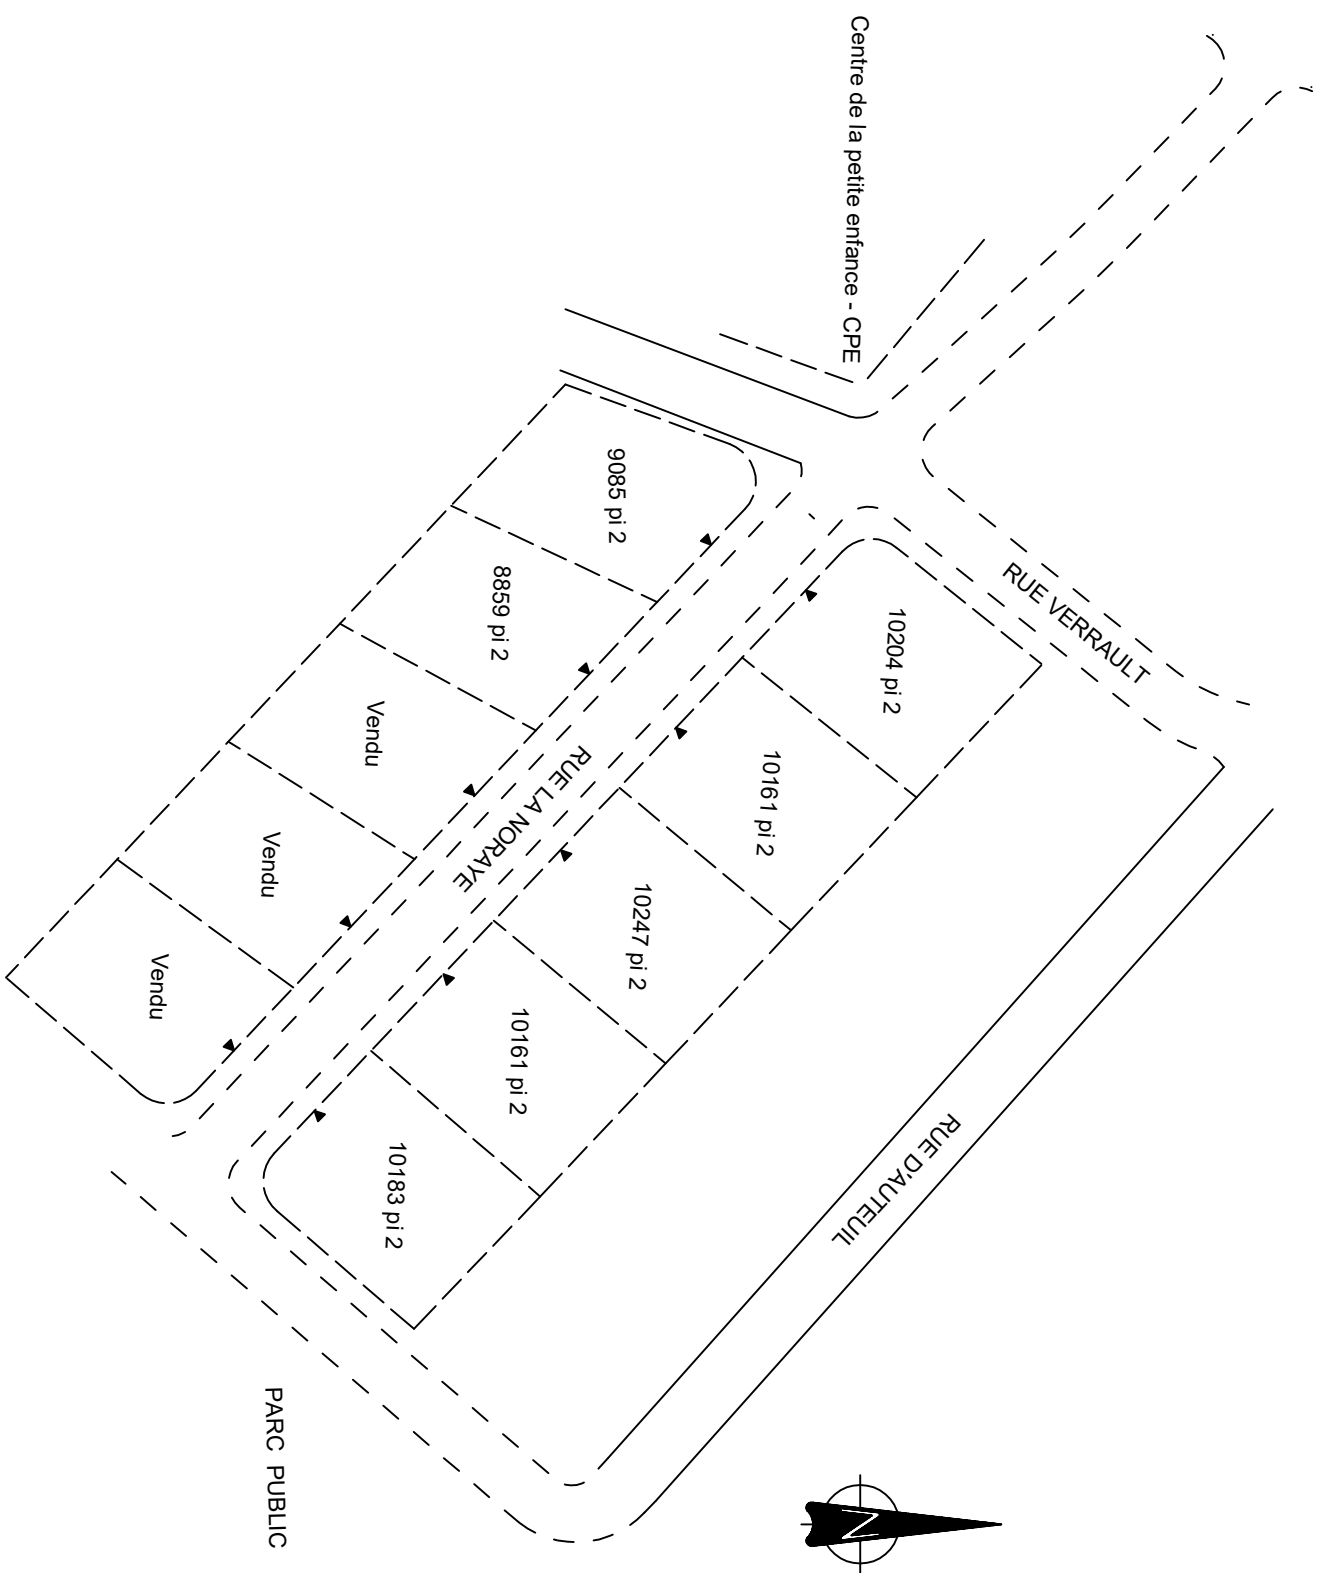 Centre de la petite enfance - CPE
RUE VERRAULT
9085 pi 2
8859 pi 2
Vendu
Vendu
Vendu
RUE LA NORAYE
10204 pi 2
10161 pi 2
10247 pi 2
10161 pi 2
10183 pi 2
RUE D'AUTEUIL
PARC PUBLIC
N